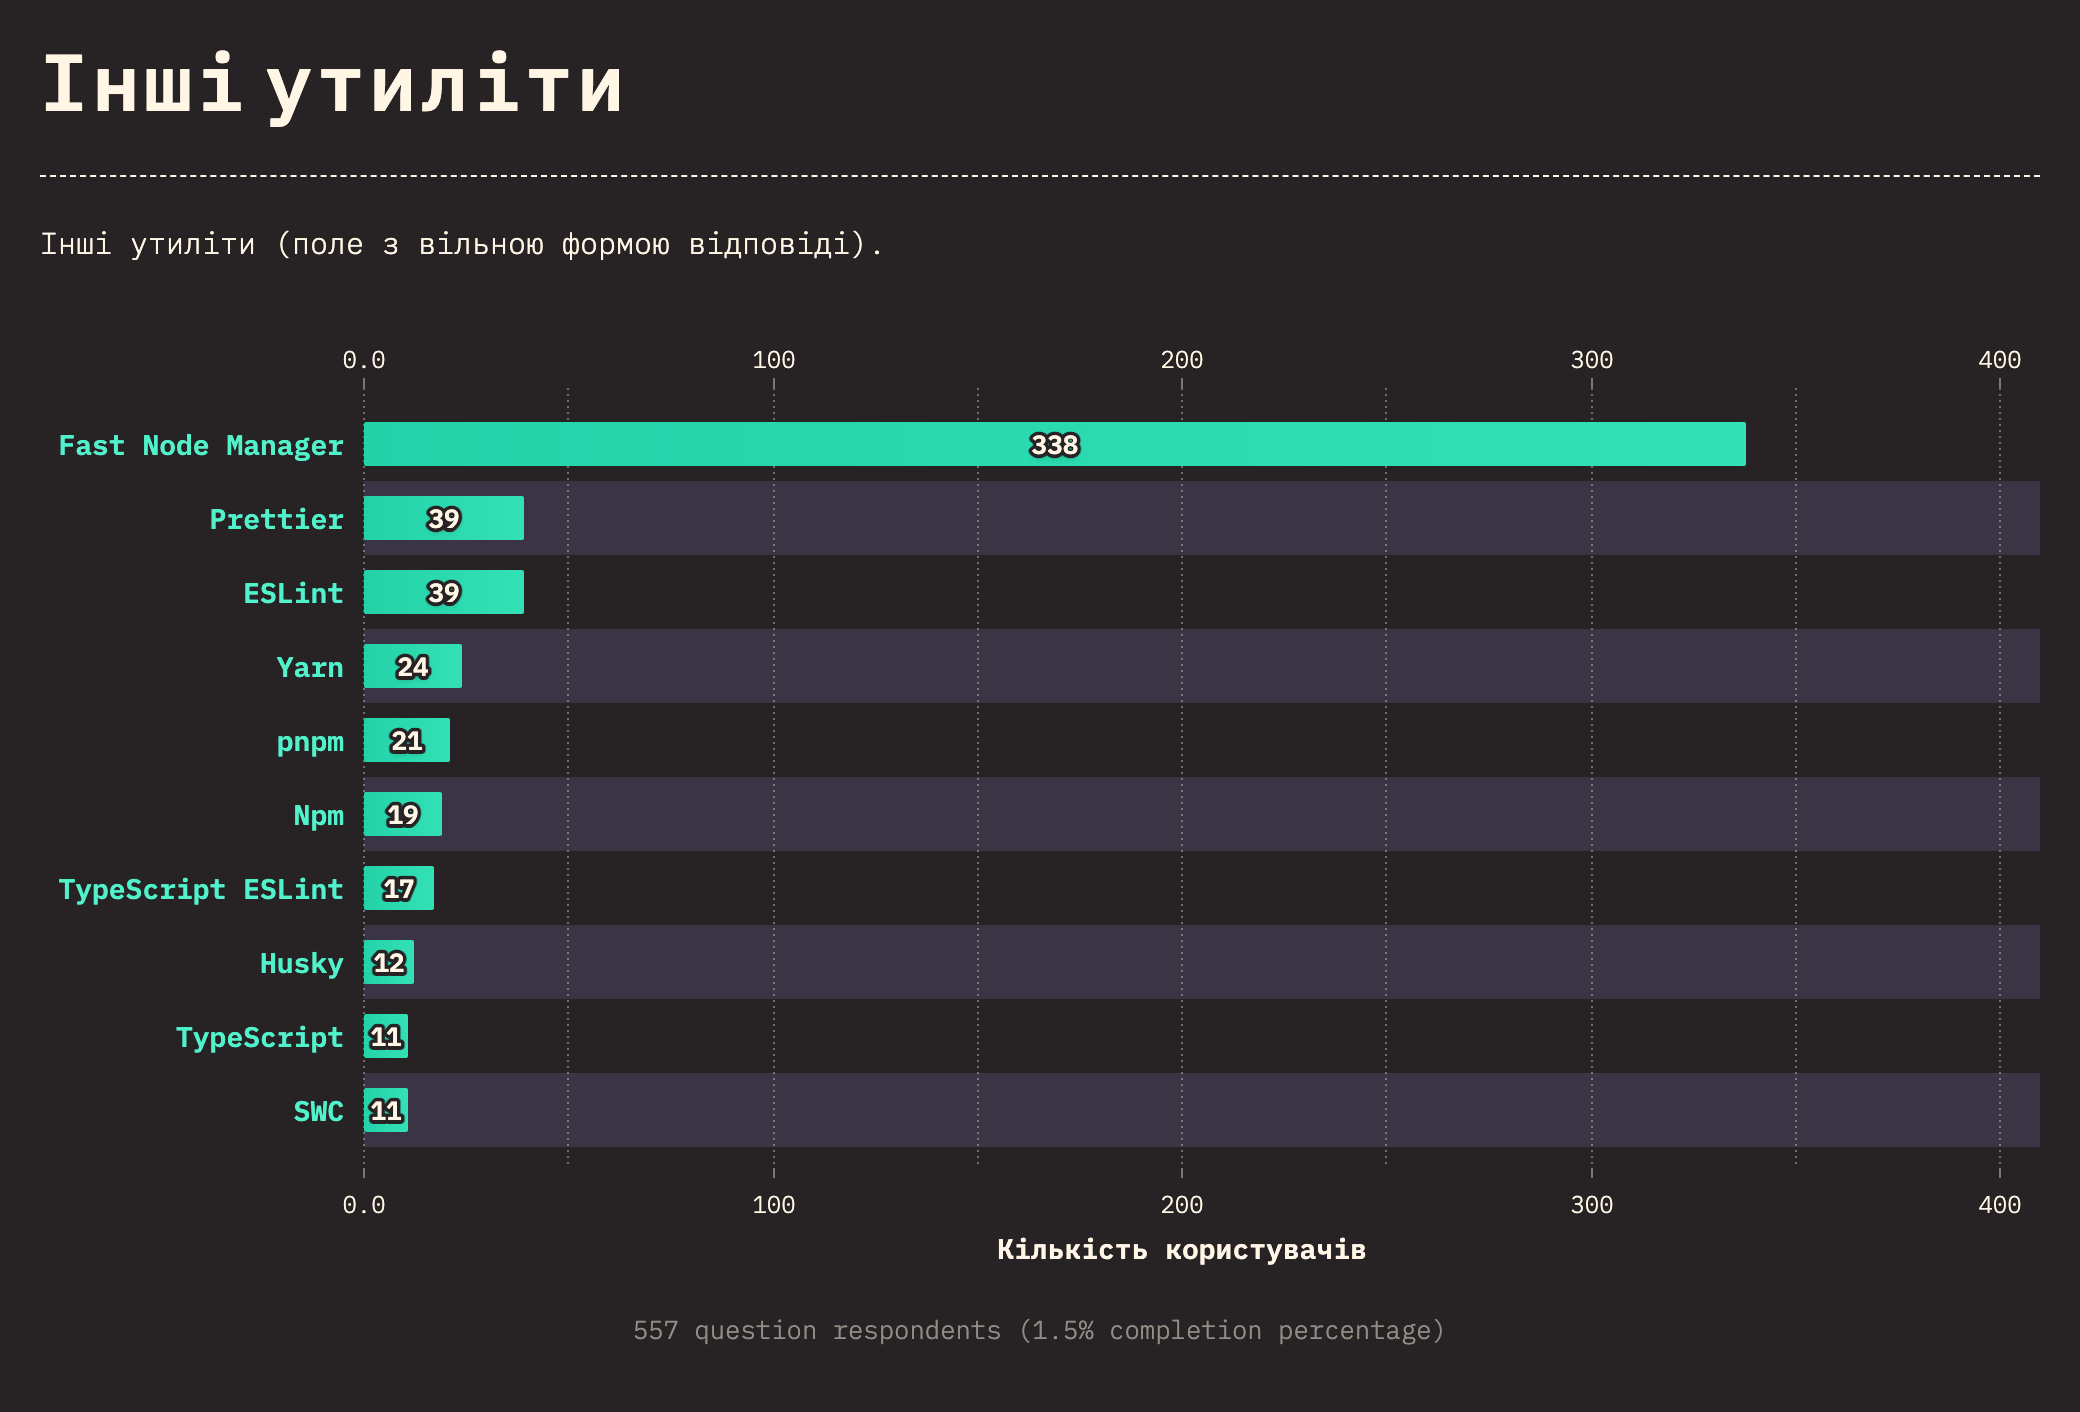 Інші утиліти
Інші утиліти (поле з вільною формою відповіді).
0.0 100 200 300 400
Fast Node Manager 338
Prettier 39
ESLint 39
Yarn 24
pnpm 21
Npm 19
TypeScript ESLint 17
Husky 12
TypeScript 11
SWC 11
0.0 100 200 300 400
Кількість користувачів
557 question respondents (1.5% completion percentage)